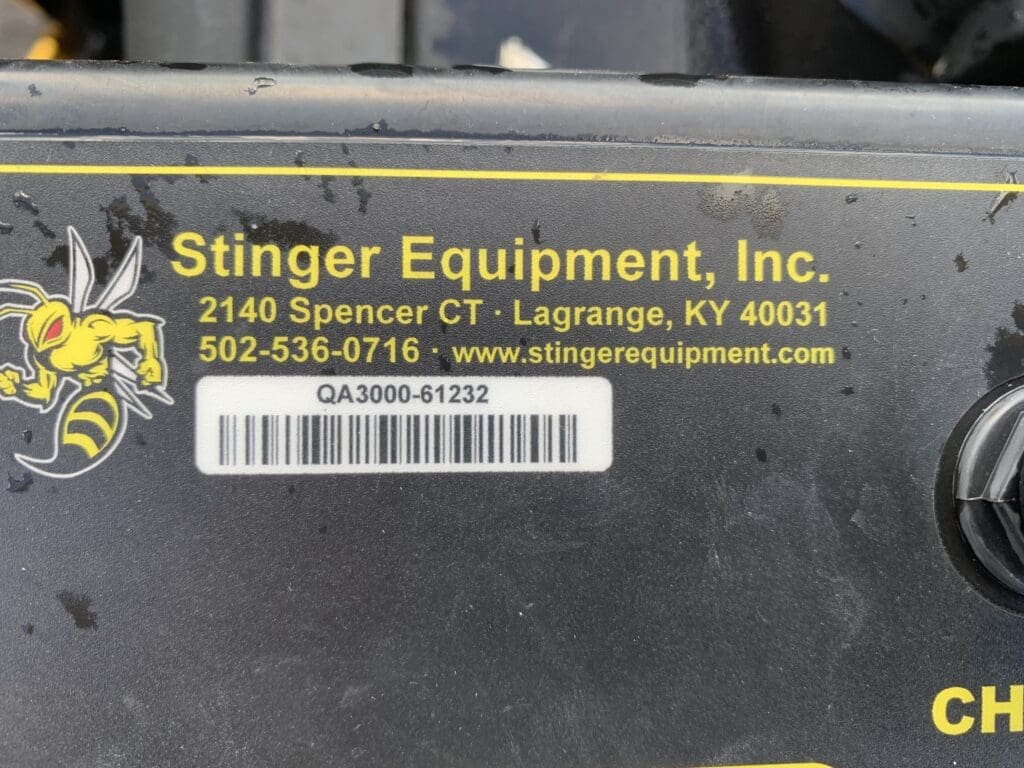 Stinger Equipment, Inc.
2140 Spencer CT · Lagrange, KY 40031
502-536-0716 · www.stingerequipment.com
QA3000-61232
CH